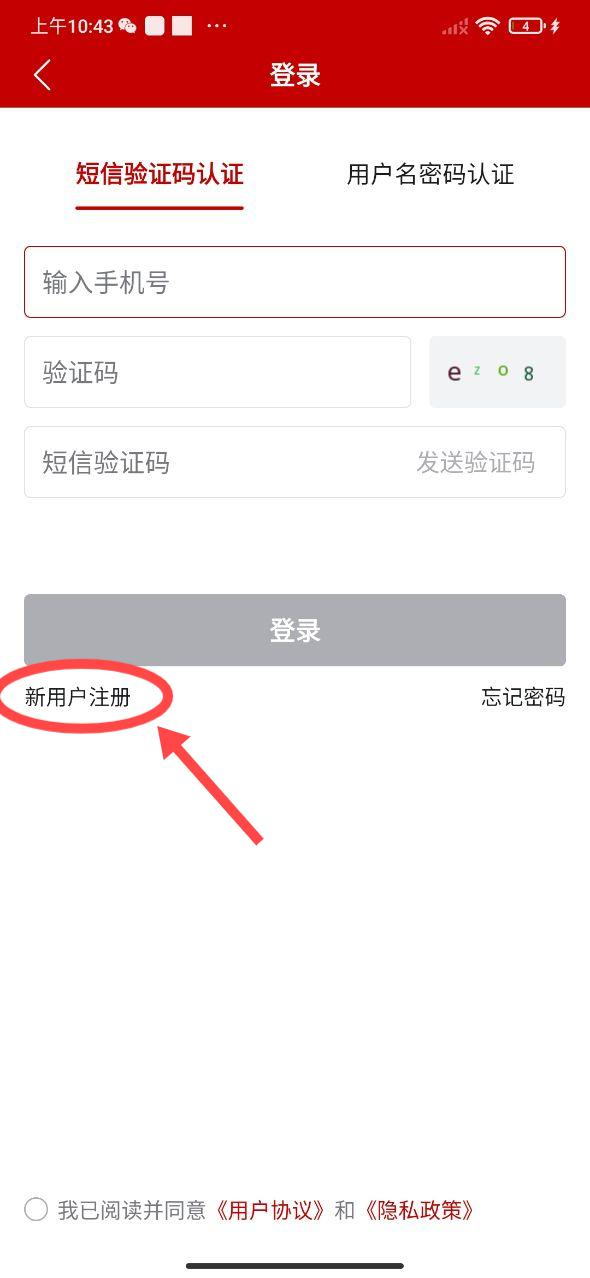 上午10:43 ...
4
登录
短信验证码认证 用户名密码认证
输入手机号
验证码 e z o 8
短信验证码 发送验证码
登录
新用户注册 忘记密码
我已阅读并同意《用户协议》和《隐私政策》